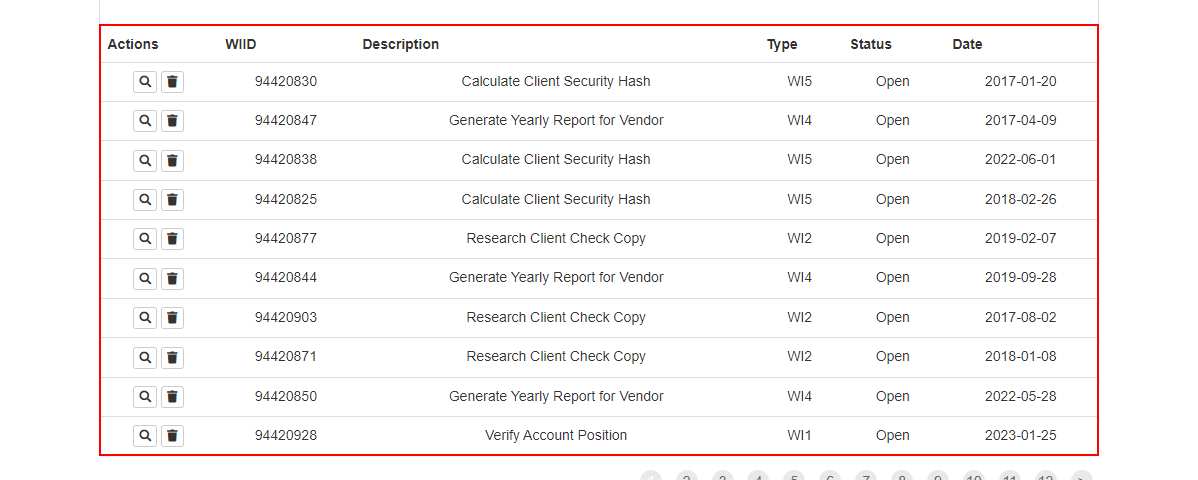 Actions WIID Description Type Status Date
94420830 Calculate Client Security Hash WI5 Open 2017-01-20
94420847 Generate Yearly Report for Vendor WI4 Open 2017-04-09
94420838 Calculate Client Security Hash WI5 Open 2022-06-01
94420825 Calculate Client Security Hash WI5 Open 2018-02-26
94420877 Research Client Check Copy WI2 Open 2019-02-07
94420844 Generate Yearly Report for Vendor WI4 Open 2019-09-28
94420903 Research Client Check Copy WI2 Open 2017-08-02
94420871 Research Client Check Copy WI2 Open 2018-01-08
94420850 Generate Yearly Report for Vendor WI4 Open 2022-05-28
94420928 Verify Account Position WI1 Open 2023-01-25
1 2 3 4 5 6 7 8 9 10 11 12 >